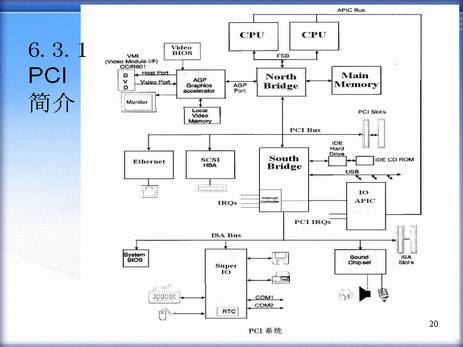 6.3.1
PCI
简介
APIC Bus
CPU
CPU
Video
BIOS
VMI
(Video Module I/F)
CCIR601
FSB
DVD
Host Port
Video Port
AGP
Graphics
accelerator
AGP
Port
North
Bridge
Main
Memory
Monitor
Local
Video
Memory
PCI Slots
PCI Bus
Ethernet
SCSI
HBA
South
Bridge
IDE
Hard
Drive
IDE CD ROM
USB
IO
APIC
Interrupt
Controller
IRQs
PCI IRQs
ISA Bus
System
BIOS
Super
IO
Sound
Chipset
ISA
Slots
COM1
COM2
RTC
PCI 系统
20